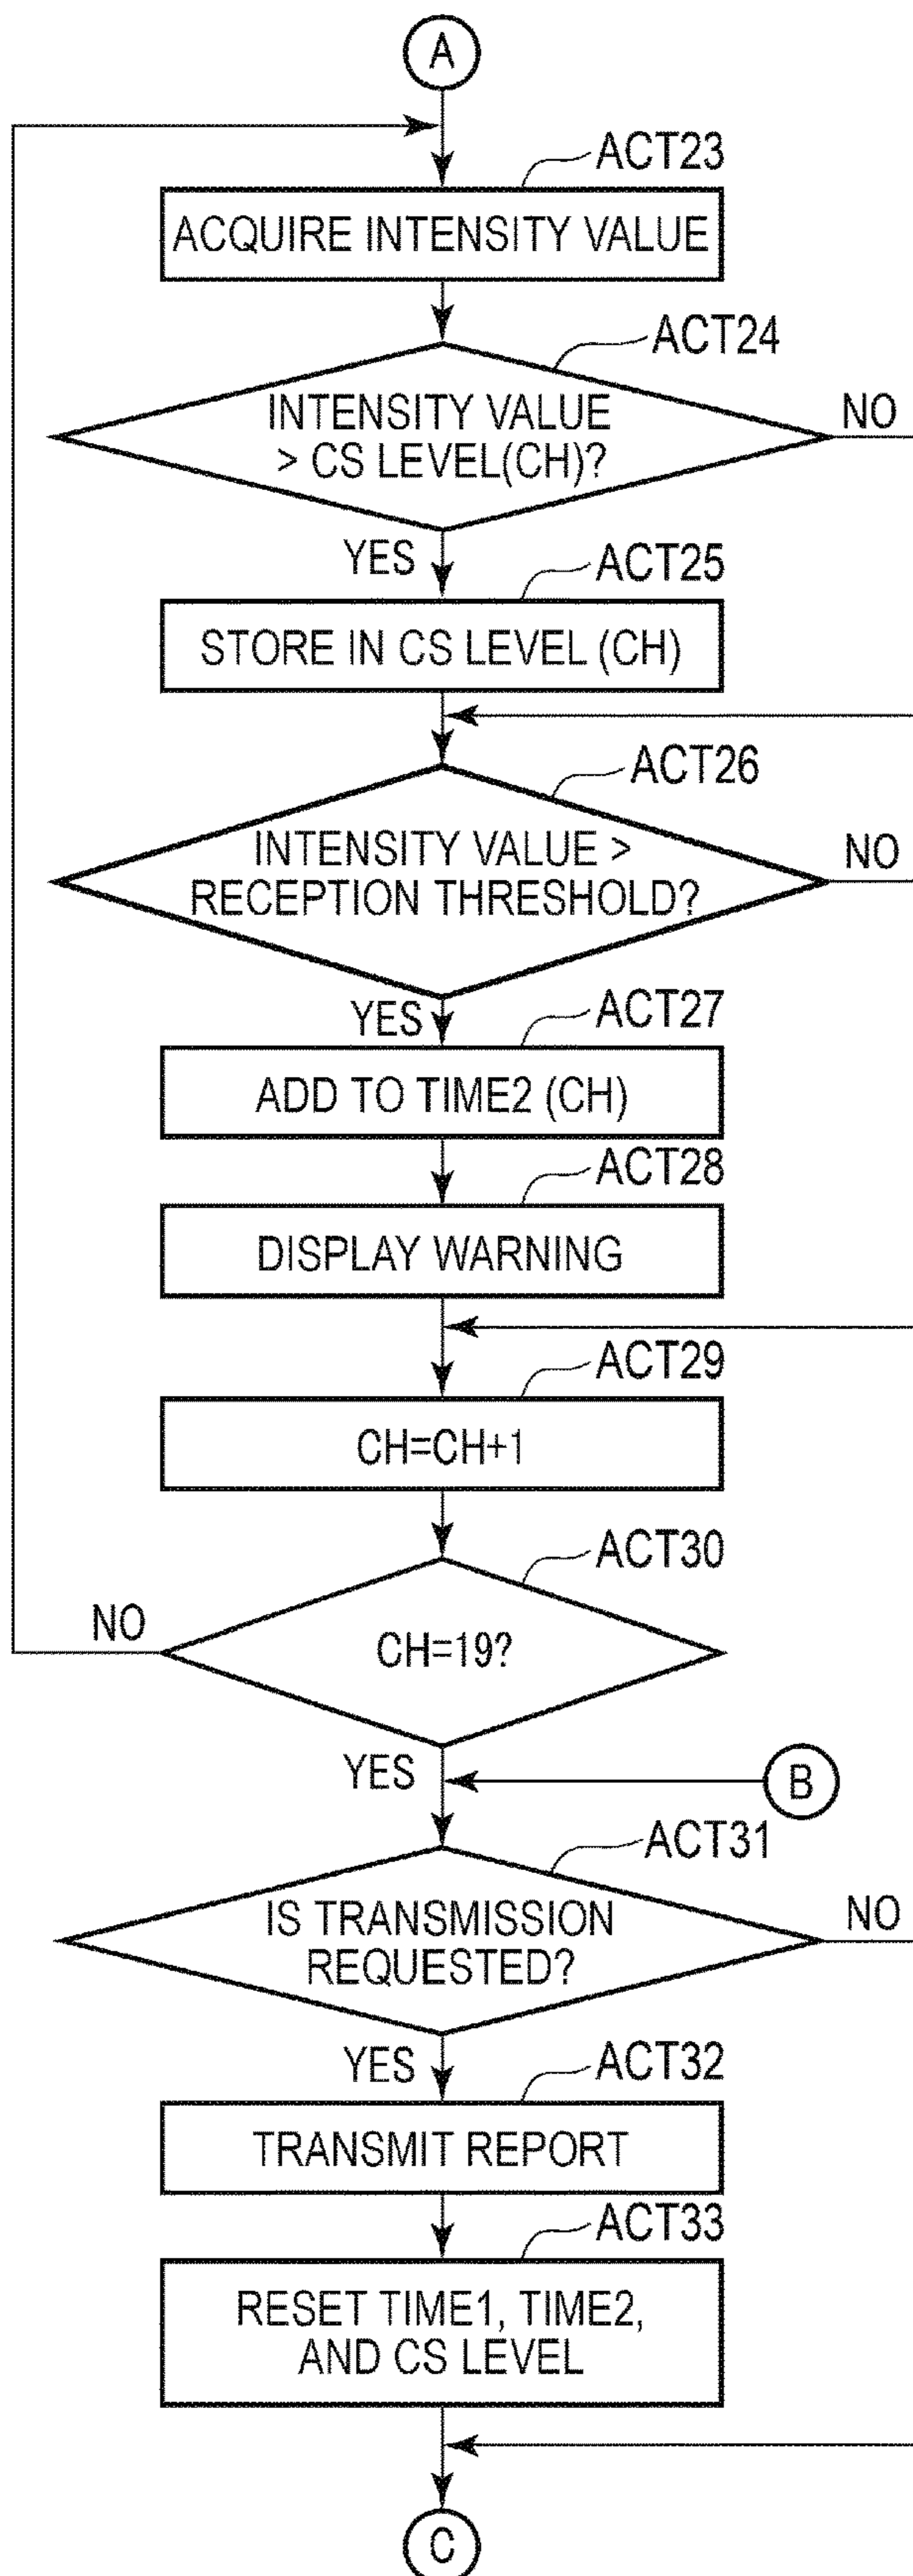 A
ACT23
ACQUIRE INTENSITY VALUE
ACT24
INTENSITY VALUE
> CS LEVEL(CH)?
NO
YES
ACT25
STORE IN CS LEVEL (CH)
ACT26
INTENSITY VALUE >
RECEPTION THRESHOLD?
NO
YES
ACT27
ADD TO TIME2 (CH)
ACT28
DISPLAY WARNING
ACT29
CH=CH+1
ACT30
NO
CH=19?
YES
B
ACT31
IS TRANSMISSION
REQUESTED?
NO
YES
ACT32
TRANSMIT REPORT
ACT33
RESET TIME1, TIME2,
AND CS LEVEL
C